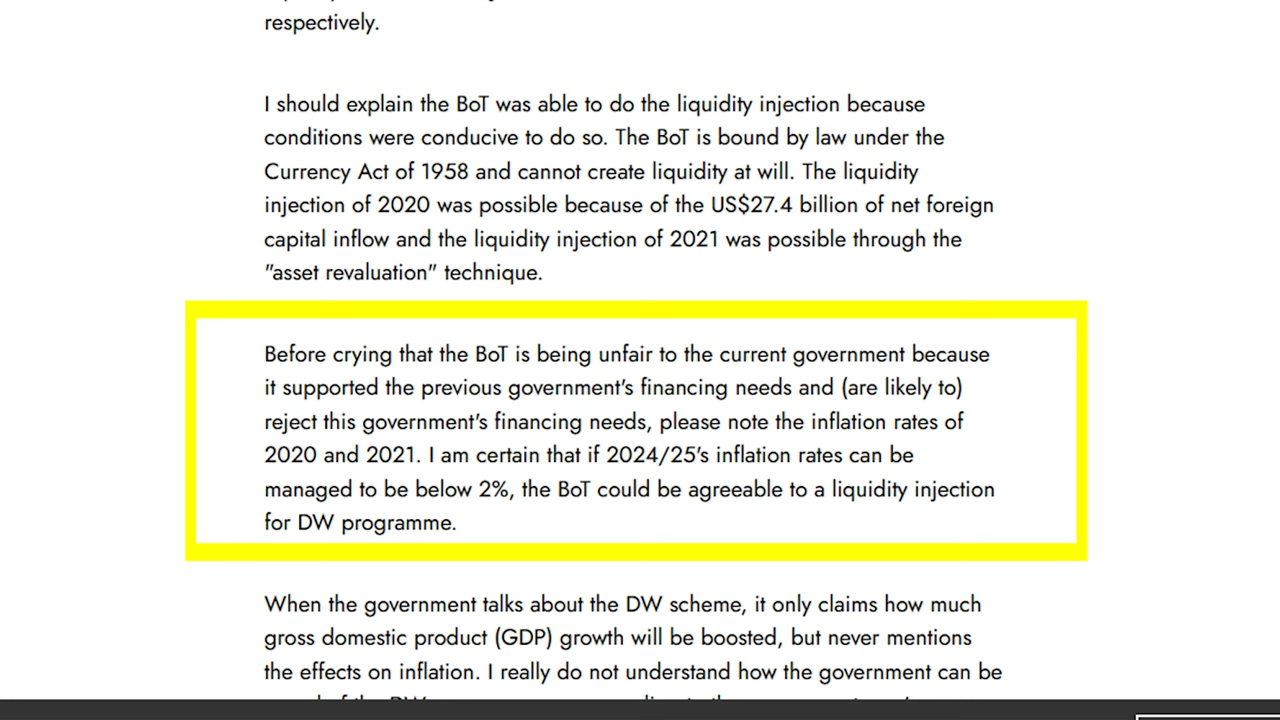 respectively.
I should explain the BoT was able to do the liquidity injection because
conditions were conducive to do so. The BoT is bound by law under the
Currency Act of 1958 and cannot create liquidity at will. The liquidity
injection of 2020 was possible because of the US$27.4 billion of net foreign
capital inflow and the liquidity injection of 2021 was possible through the
"asset revaluation" technique.
Before crying that the BoT is being unfair to the current government because
it supported the previous government's financing needs and (are likely to)
reject this government's financing needs, please note the inflation rates of
2020 and 2021. I am certain that if 2024/25's inflation rates can be
managed to be below 2%, the BoT could be agreeable to a liquidity injection
for DW programme.
When the government talks about the DW scheme, it only claims how much
gross domestic product (GDP) growth will be boosted, but never mentions
the effects on inflation. I really do not understand how the government can be